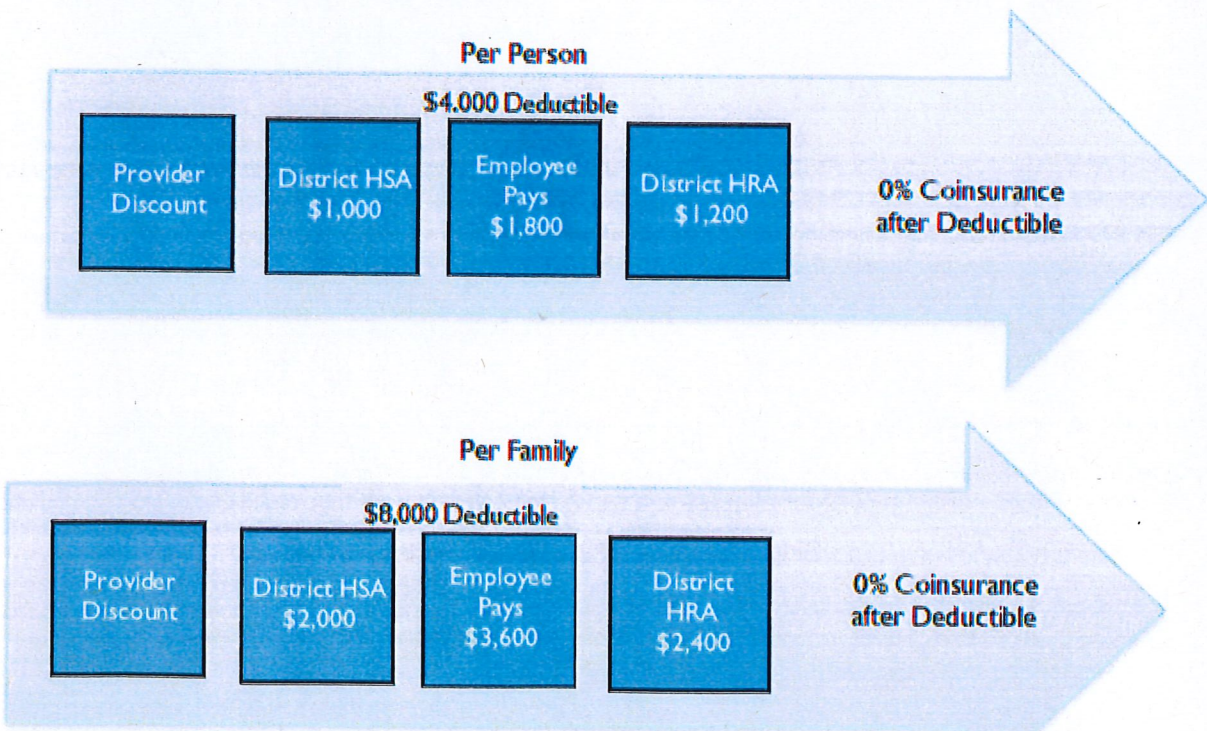 Per Person
$4,000 Deductible
Provider
Discount
District HSA
$1,000
Employee
Pays
$1,800
District HRA
$1,200
0% Coinsurance
after Deductible
Per Family
$8,000 Deductible
Provider
Discount
District HSA
$2,000
Employee
Pays
$3,600
District
HRA
$2,400
0% Coinsurance
after Deductible